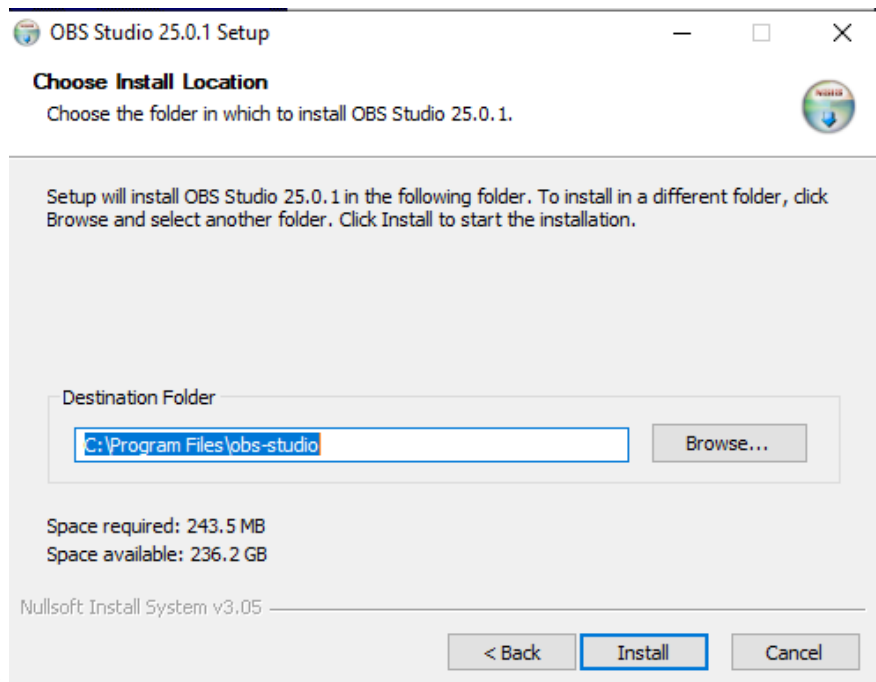 OBS Studio 25.0.1 Setup
Choose Install Location
Choose the folder in which to install OBS Studio 25.0.1.
Setup will install OBS Studio 25.0.1 in the following folder. To install in a different folder, click
Browse and select another folder. Click Install to start the installation.
Destination Folder
C:\Program Files\obs-studio
Browse...
Space required: 243.5 MB
Space available: 236.2 GB
Nullsoft Install System v3.05
< Back
Install
Cancel